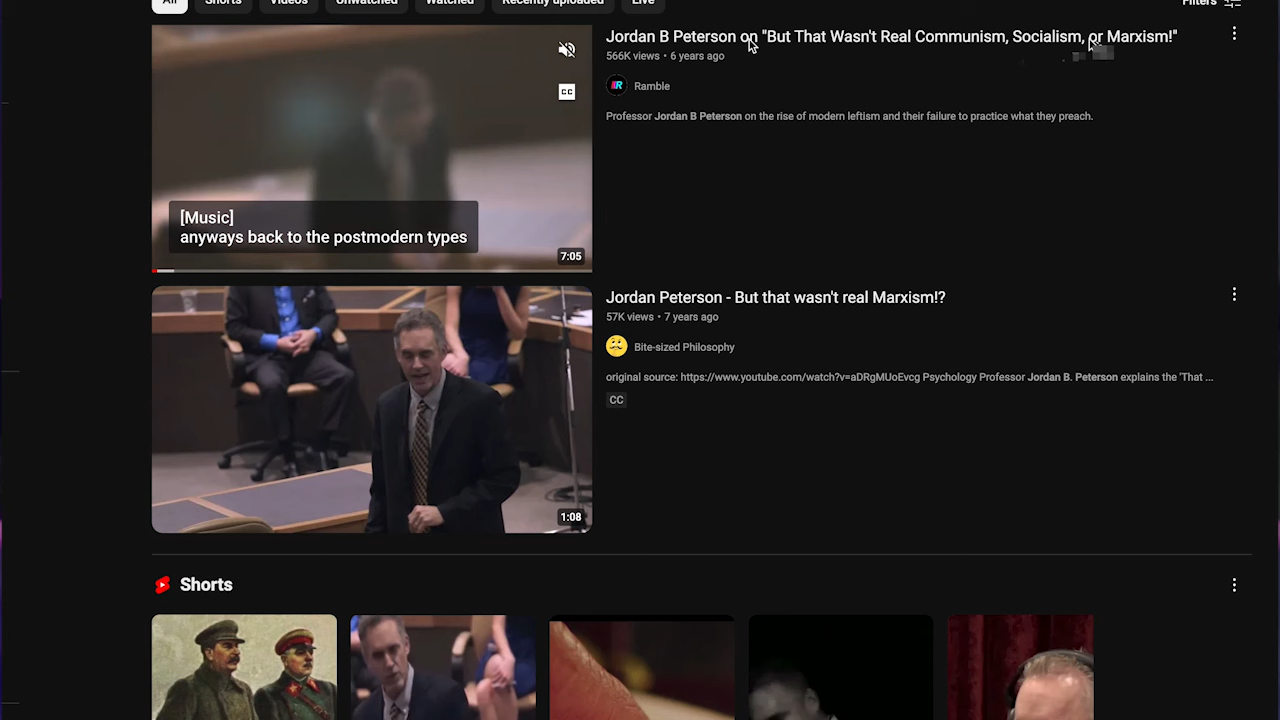 All Shorts Videos Unwatched Watched Recently uploaded Live Filters
Jordan B Peterson on "But That Wasn't Real Communism, Socialism, or Marxism!"
566K views • 6 years ago
Ramble
Professor Jordan B Peterson on the rise of modern leftism and their failure to practice what they preach.
CC
[Music]
anyways back to the postmodern types
7:05
Jordan Peterson - But that wasn't real Marxism!?
57K views • 7 years ago
Bite-sized Philosophy
original source: https://www.youtube.com/watch?v=aDRgMUoEvcg Psychology Professor Jordan B. Peterson explains the 'That ...
CC
1:08
Shorts